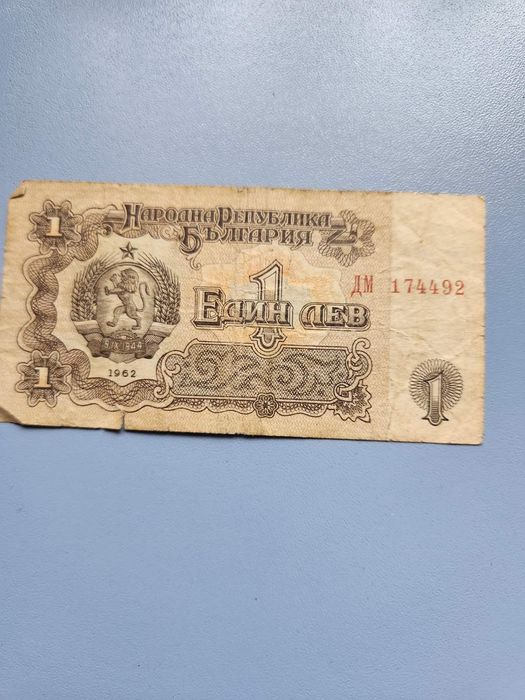 1
НАРОДНА РЕПУБЛИКА
БЪЛГАРИЯ
1
ДМ 174492
ЕДИН ЛЕВ
9/IX 1944
1962
1
1